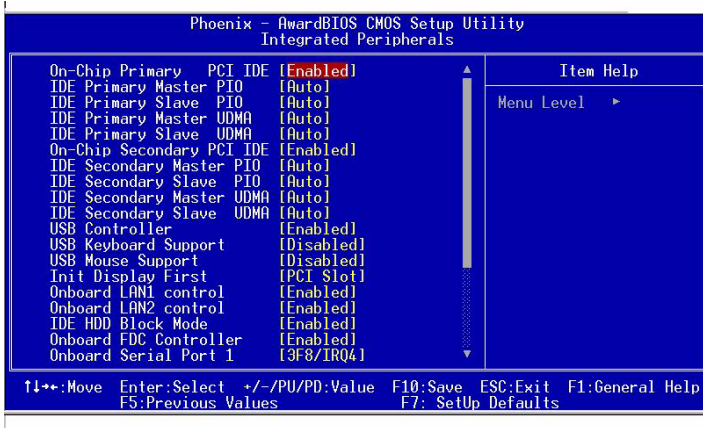 Phoenix - AwardBIOS CMOS Setup Utility
Integrated Peripherals
On-Chip Primary PCI IDE [Enabled]
IDE Primary Master PIO [Auto]
IDE Primary Slave PIO [Auto]
IDE Primary Master UDMA [Auto]
IDE Primary Slave UDMA [Auto]
On-Chip Secondary PCI IDE [Enabled]
IDE Secondary Master PIO [Auto]
IDE Secondary Slave PIO [Auto]
IDE Secondary Master UDMA [Auto]
IDE Secondary Slave UDMA [Auto]
USB Controller [Enabled]
USB Keyboard Support [Disabled]
USB Mouse Support [Disabled]
Init Display First [PCI Slot]
Onboard LAN1 control [Enabled]
Onboard LAN2 control [Enabled]
IDE HDD Block Mode [Enabled]
Onboard FDC Controller [Enabled]
Onboard Serial Port 1 [3F8/IRQ4]
Item Help
Menu Level ►
↑↓→←:Move Enter:Select +/-/PU/PD:Value F10:Save ESC:Exit F1:General Help
F5:Previous Values F7: SetUp Defaults